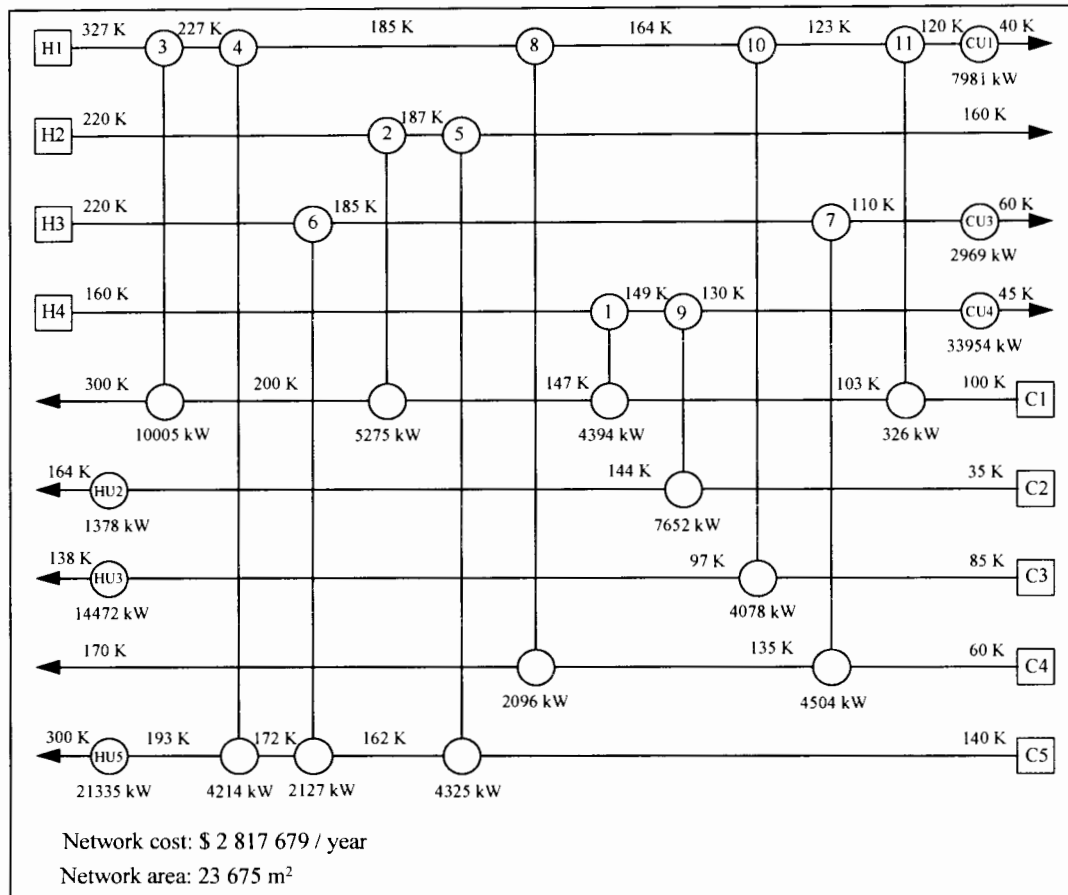 H1 327 K 3 227 K 4 185 K 8 164 K 10 123 K 11 120 K CU1 40 K
7981 kW
H2 220 K 2 187 K 5 160 K
H3 220 K 6 185 K 7 110 K CU3 60 K
2969 kW
H4 160 K 1 149 K 9 130 K CU4 45 K
33954 kW
300 K 200 K 147 K 103 K 100 K C1
10005 kW 5275 kW 4394 kW 326 kW
164 K HU2 144 K 35 K C2
1378 kW 7652 kW
138 K HU3 97 K 85 K C3
14472 kW 4078 kW
170 K 135 K 60 K C4
2096 kW 4504 kW
300 K HU5 193 K 172 K 162 K 140 K C5
21335 kW 4214 kW 2127 kW 4325 kW
Network cost: $ 2 817 679 / year
Network area: 23 675 m²